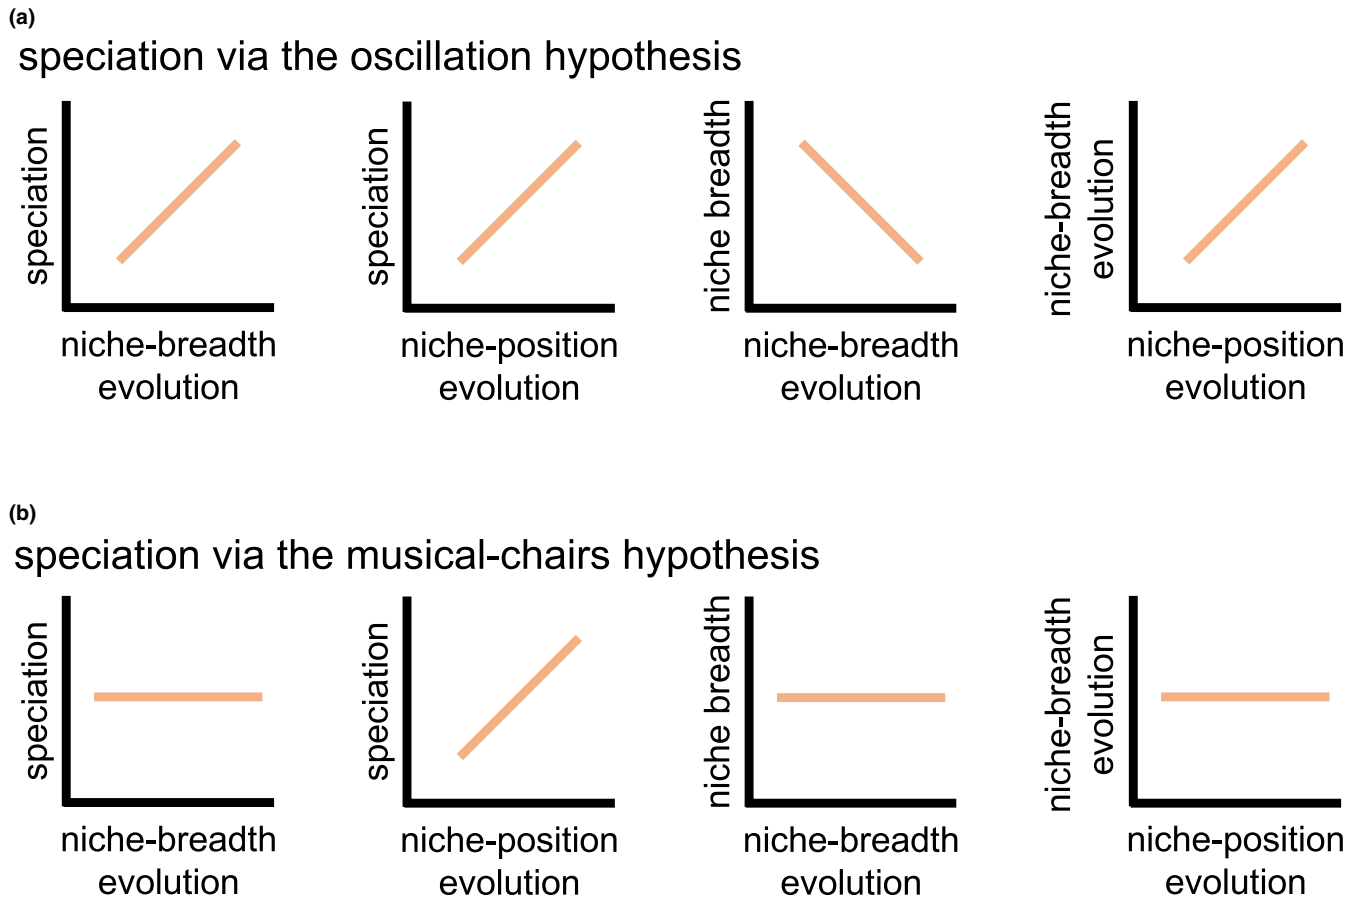 (a)
speciation via the oscillation hypothesis
speciation
niche-breadth
evolution
speciation
niche-position
evolution
niche breadth
niche-breadth
evolution
niche-breadth
evolution
niche-position
evolution
(b)
speciation via the musical-chairs hypothesis
speciation
niche-breadth
evolution
speciation
niche-position
evolution
niche breadth
niche-breadth
evolution
niche-breadth
evolution
niche-position
evolution